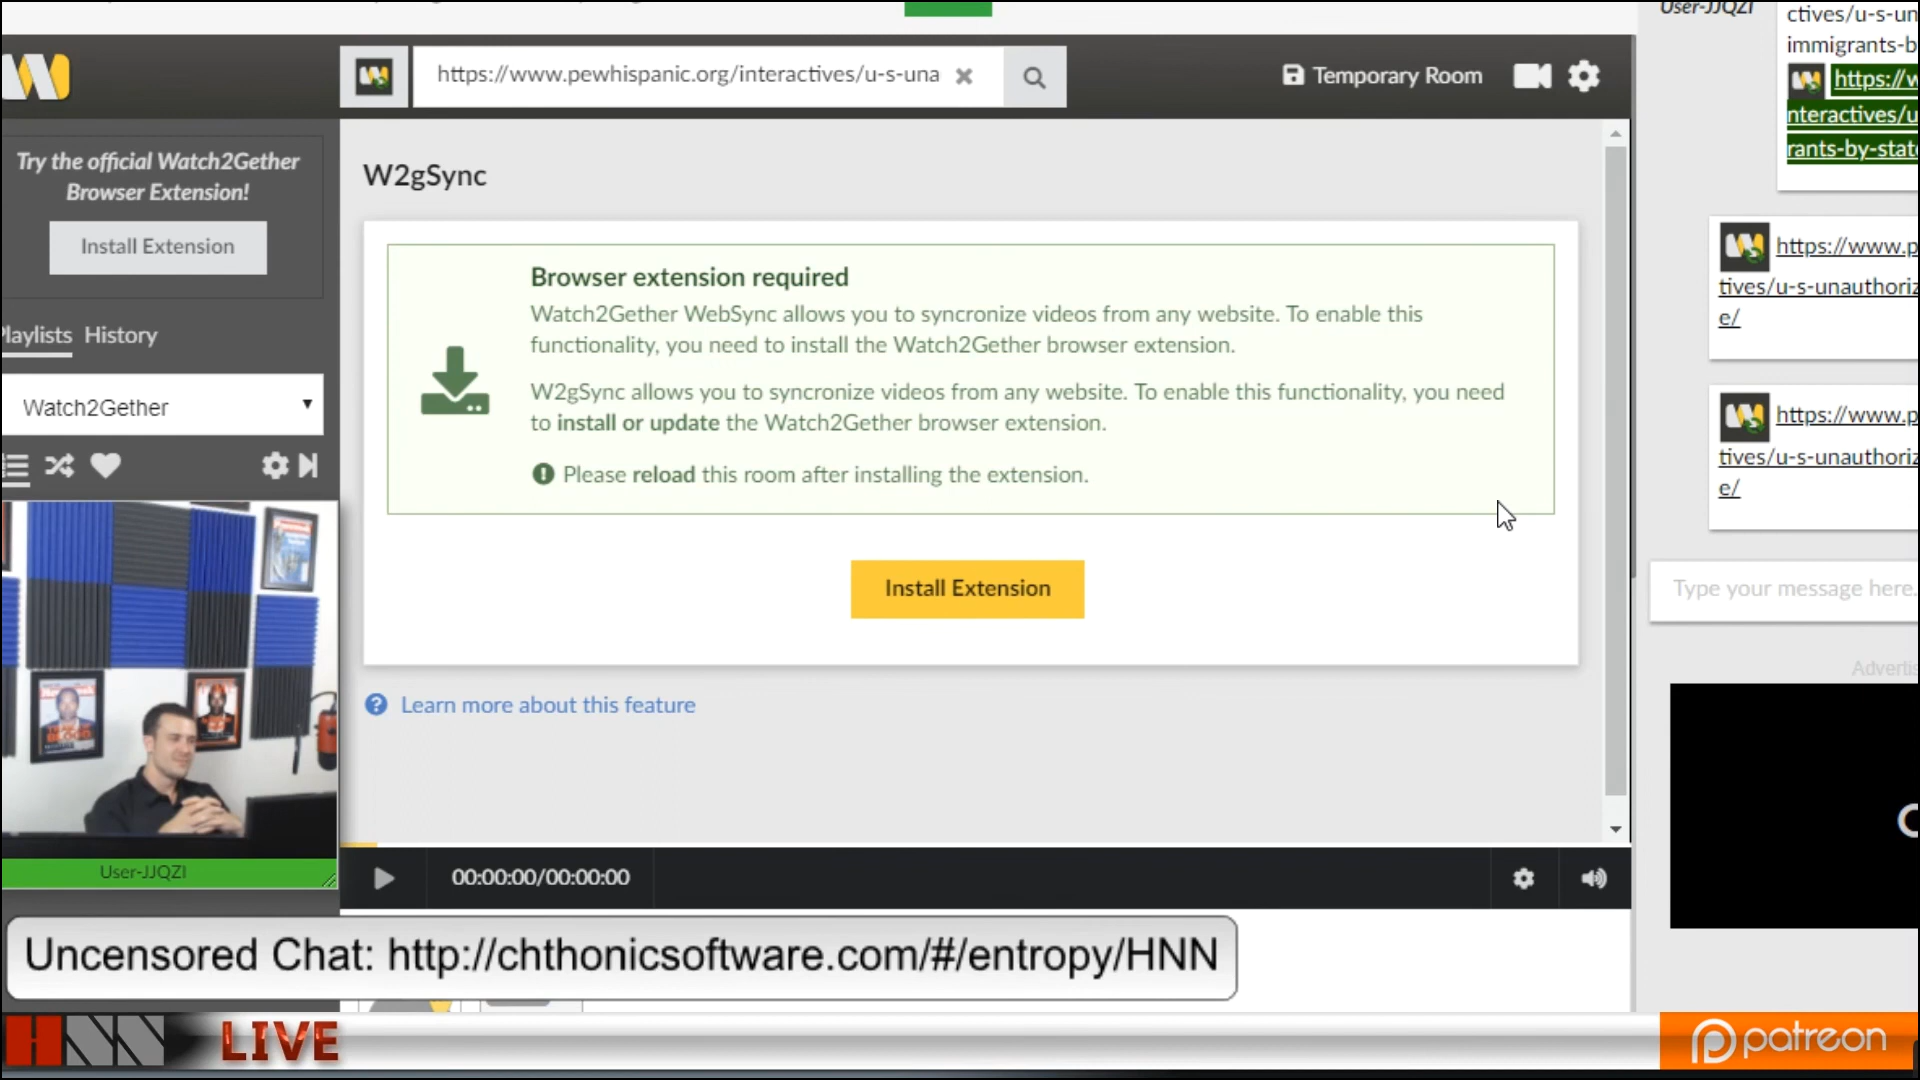 User-JJQZI
ctives/u-s-un
immigrants-b
https://w
nteractives/u
rants-by-stat
https://www.pewhispanic.org/interactives/u-s-una
Temporary Room
Try the official Watch2Gether
Browser Extension!
Install Extension
Playlists History
Watch2Gether
User-JJQZI
W2gSync
Browser extension required
Watch2Gether WebSync allows you to syncronize videos from any website. To enable this
functionality, you need to install the Watch2Gether browser extension.
W2gSync allows you to syncronize videos from any website. To enable this functionality, you need
to install or update the Watch2Gether browser extension.
Please reload this room after installing the extension.
Install Extension
Learn more about this feature
00:00:00/00:00:00
https://www.p
tives/u-s-unauthoriz
e/
https://www.p
tives/u-s-unauthoriz
e/
Type your message here.
Advertis
Uncensored Chat: http://chthonicsoftware.com/#/entropy/HNN
HNN LIVE
patreon